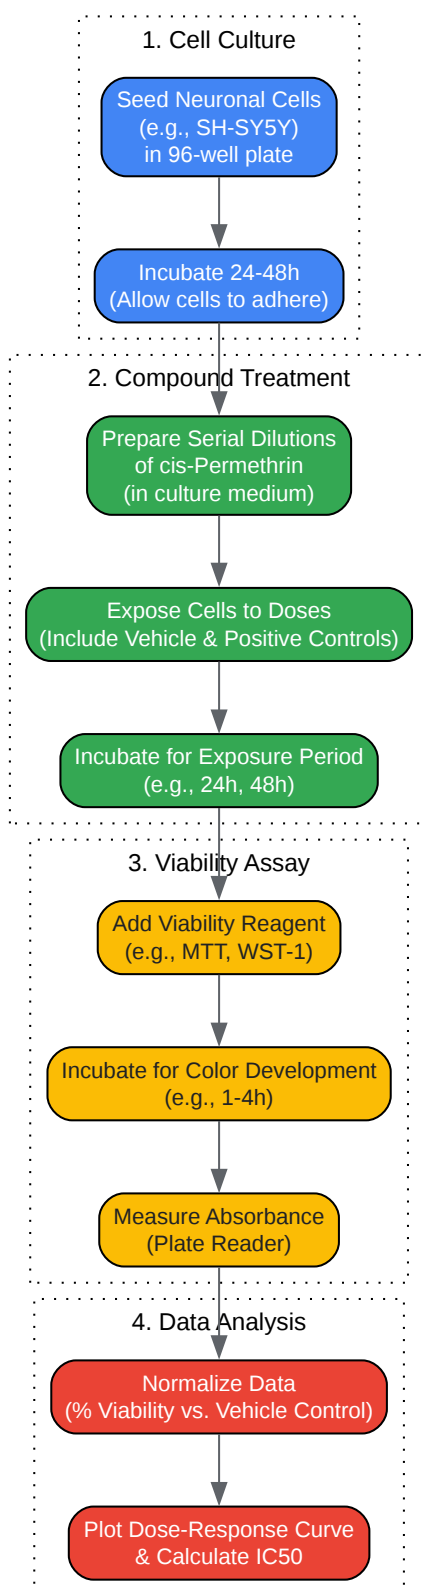 1. Cell Culture
Seed Neuronal Cells
(e.g., SH-SY5Y)
in 96-well plate
Incubate 24-48h
(Allow cells to adhere)
2. Compound Treatment
Prepare Serial Dilutions
of cis-Permethrin
(in culture medium)
Expose Cells to Doses
(Include Vehicle & Positive Controls)
Incubate for Exposure Period
(e.g., 24h, 48h)
3. Viability Assay
Add Viability Reagent
(e.g., MTT, WST-1)
Incubate for Color Development
(e.g., 1-4h)
Measure Absorbance
(Plate Reader)
4. Data Analysis
Normalize Data
(% Viability vs. Vehicle Control)
Plot Dose-Response Curve
& Calculate IC50